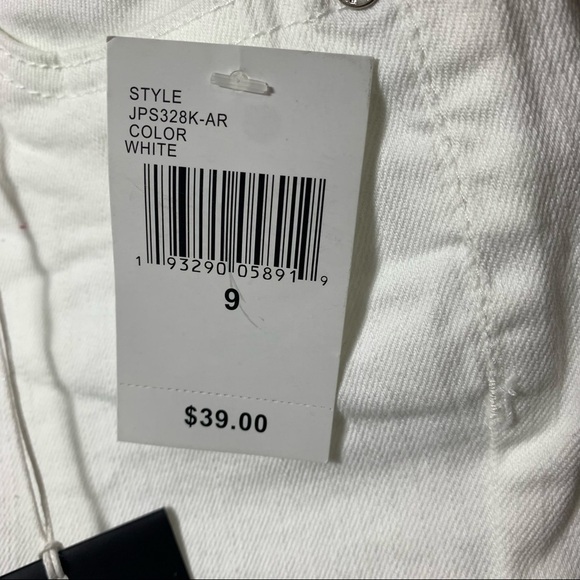 STYLE
JPS328K-AR
COLOR
WHITE
1 93290 05891 9
9
$39.00